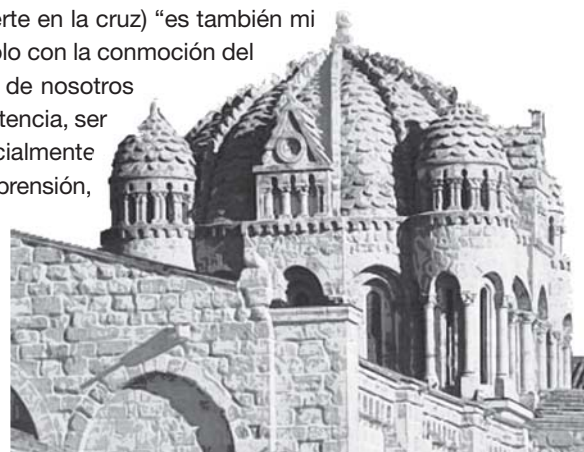 erte en la cruz) “es también mi
olo con la conmoción del
de nosotros
tencia, ser
cialmente
prensión,